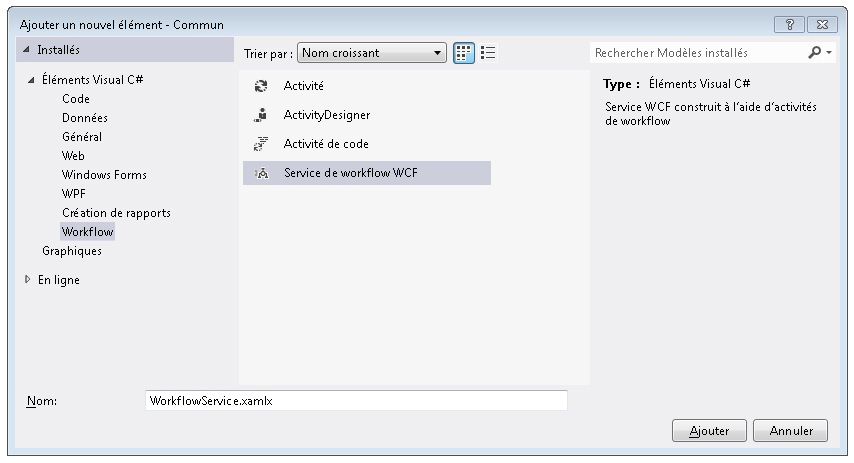 Ajouter un nouvel élément - Commun
Installés
Trier par :
Nom croissant
Rechercher Modèles installés
Éléments Visual C#
Code
Données
Général
Web
Windows Forms
WPF
Création de rapports
Workflow
Graphiques
En ligne
Activité
ActivityDesigner
Activité de code
Service de workflow WCF
Type : Éléments Visual C#
Service WCF construit à l'aide d'activités
de workflow
Nom:
WorkflowService.xamlx
Ajouter
Annuler